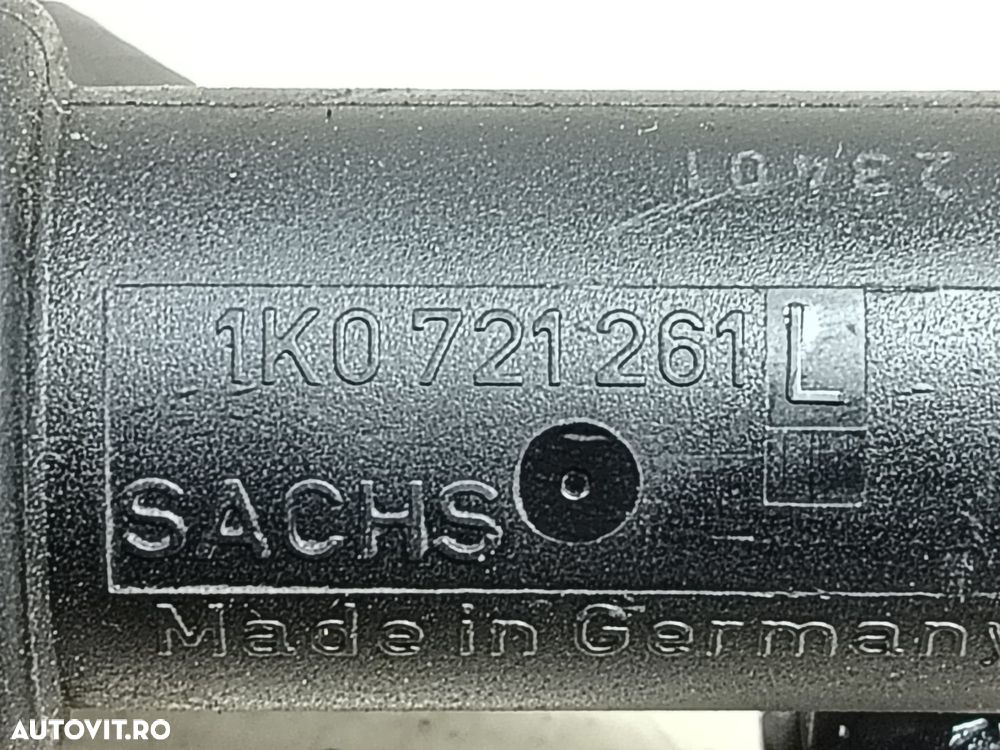 23401
1K0 721 261 L
SACHS
Made in Germany
AUTOVIT.RO